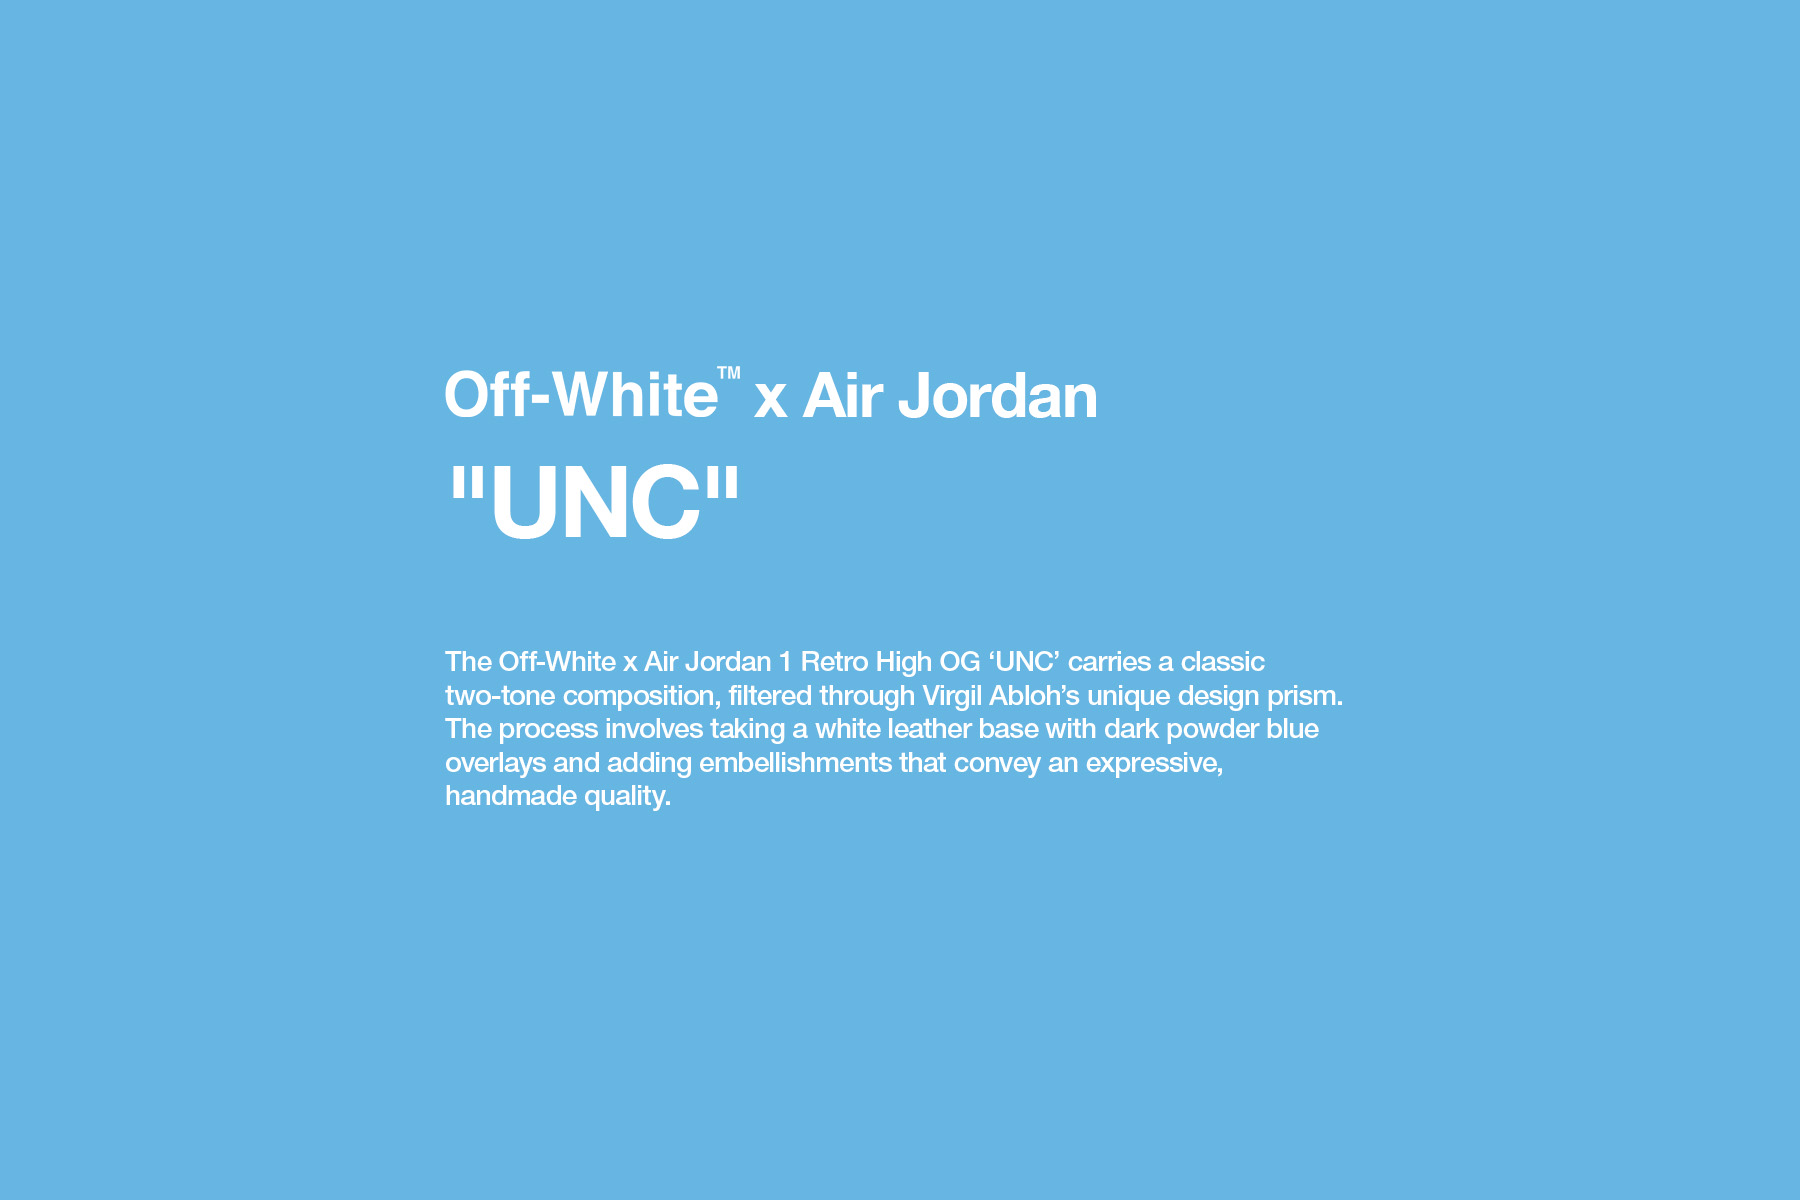 Off-White™ x Air Jordan
"UNC"
The Off-White x Air Jordan 1 Retro High OG ‘UNC’ carries a classic
two-tone composition, filtered through Virgil Abloh’s unique design prism.
The process involves taking a white leather base with dark powder blue
overlays and adding embellishments that convey an expressive,
handmade quality.